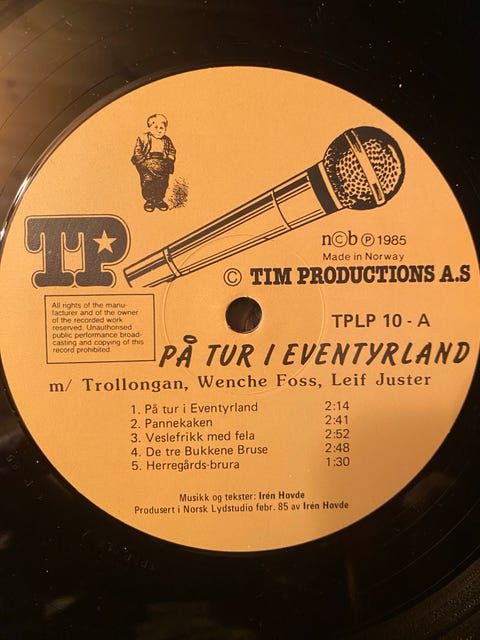 TP
n©b ℗ 1985
Made in Norway
© TIM PRODUCTIONS A.S
All rights of the manu-
facturer and of the owner
of the recorded work
reserved. Unauthorised
public performance broad-
casting and copying of this
record prohibited.
TPLP 10 - A
PÅ TUR I EVENTYRLAND
m/ Trollongan, Wenche Foss, Leif Juster
1. På tur i Eventyrland 2:14
2. Pannekaken 2:41
3. Veslefrikk med fela 2:52
4. De tre Bukkene Bruse 2:48
5. Herregårds-brura 1:30
Musikk og tekster: Irén Hovde
Produsert i Norsk Lydstudio febr. 85 av Irén Hovde